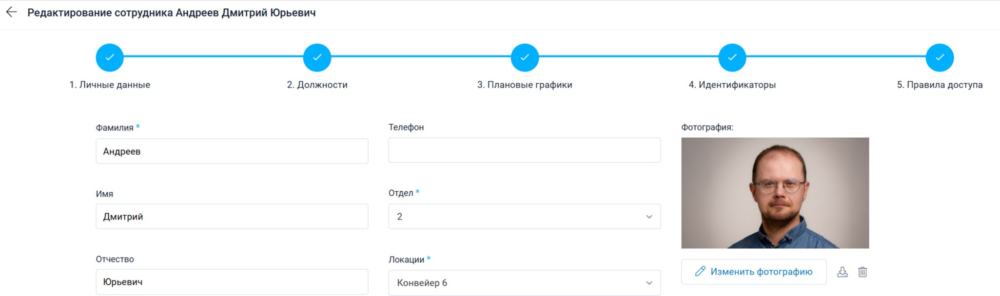 Редактирование сотрудника Андреев Дмитрий Юрьевич
1. Личные данные
2. Должности
3. Плановые графики
4. Идентификаторы
5. Правила доступа
Фамилия *
Андреев
Имя
Дмитрий
Отчество
Юрьевич
Телефон
Отдел *
2
Локации *
Конвейер 6
Фотография:
Изменить фотографию